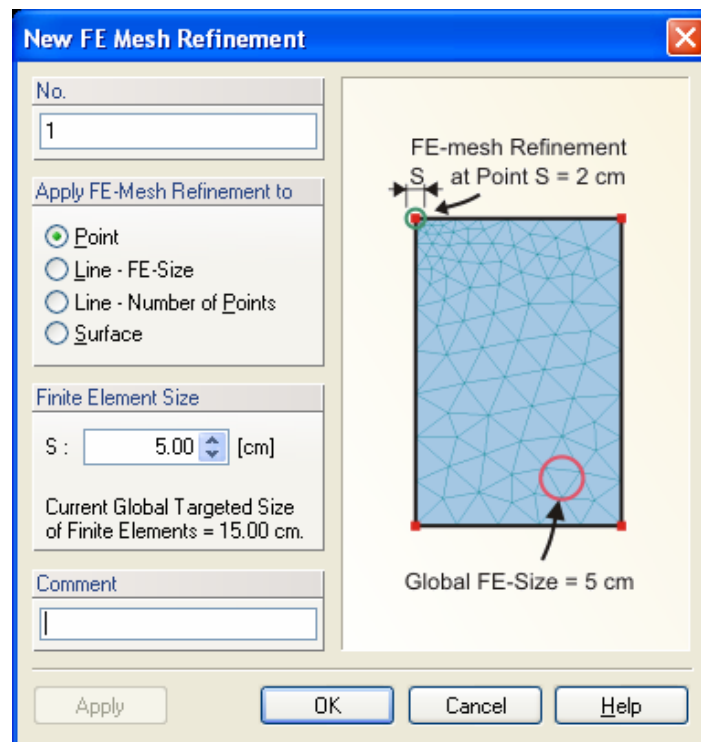 New FE Mesh Refinement
No.
1
Apply FE-Mesh Refinement to
Point
Line - FE-Size
Line - Number of Points
Surface
Finite Element Size
S : 5.00 [cm]
Current Global Targeted Size
of Finite Elements = 15.00 cm.
Comment
FE-mesh Refinement
S at Point S = 2 cm
Global FE-Size = 5 cm
Apply
OK
Cancel
Help